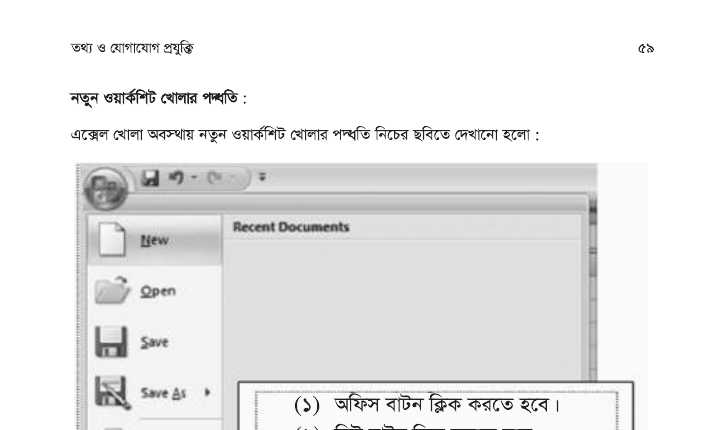 তথ্য ও যোগাযোগ প্রযুক্তি ৫৯
নতুন ওয়ার্কশিট খোলার পদ্ধতি :
এক্সেল খোলা অবস্থায় নতুন ওয়ার্কশিট খোলার পদ্ধতি নিচের ছবিতে দেখানো হলো :
Recent Documents
New
Open
Save
Save As
(১) অফিস বাটন ক্লিক করতে হবে।